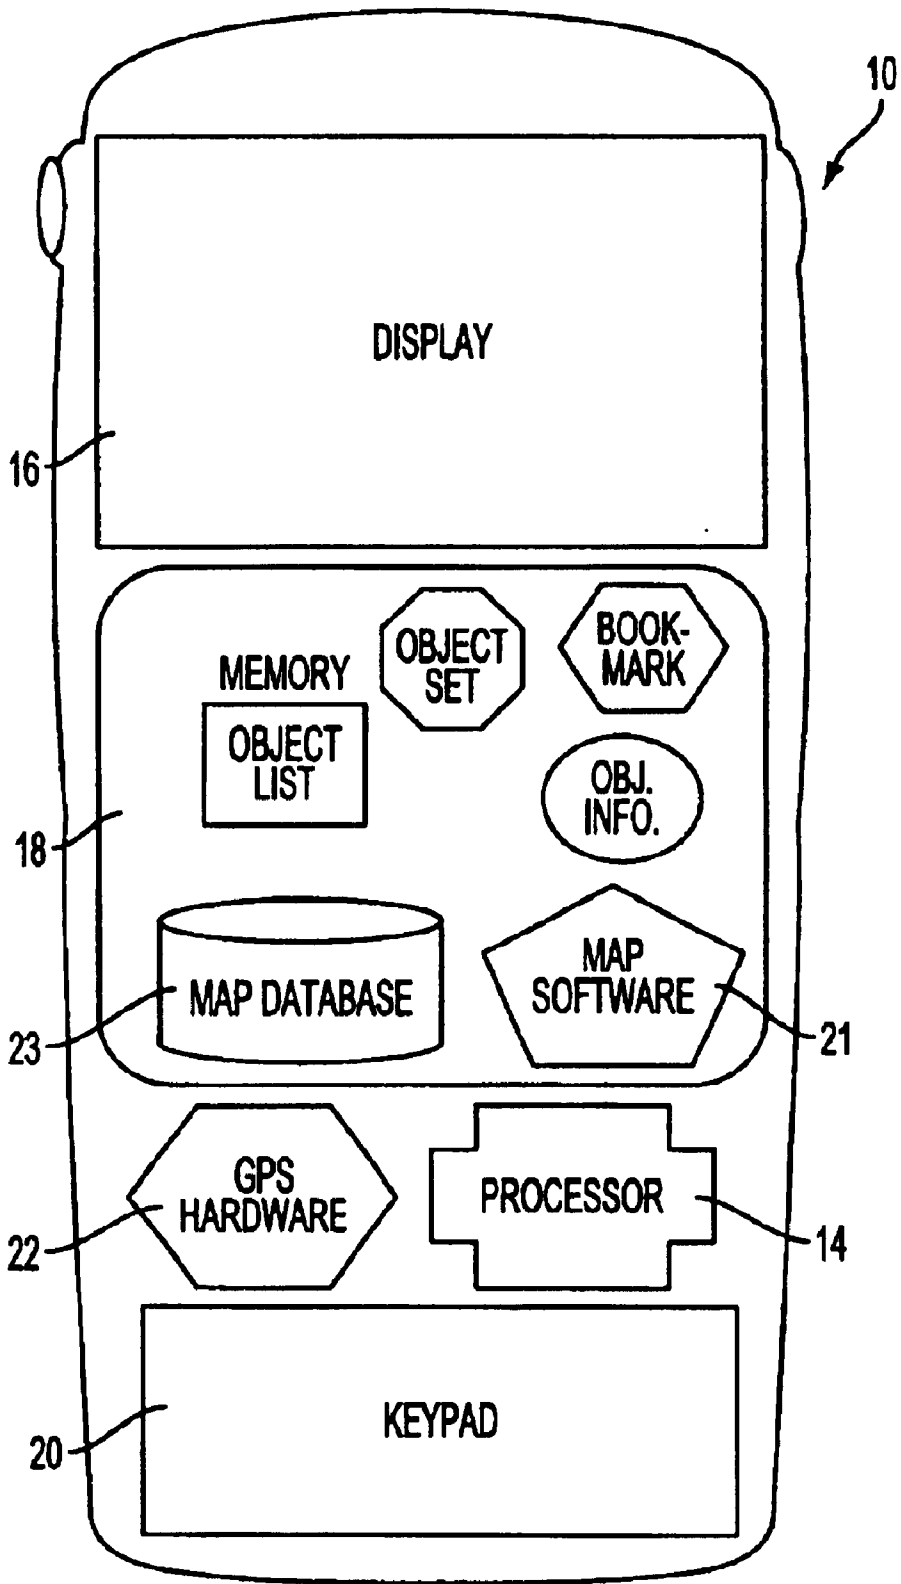 10
DISPLAY
16
MEMORY
OBJECT
SET
BOOK-
MARK
OBJECT
LIST
OBJ.
INFO.
18
MAP DATABASE
MAP
SOFTWARE
23
21
GPS
HARDWARE
PROCESSOR
22
14
KEYPAD
20